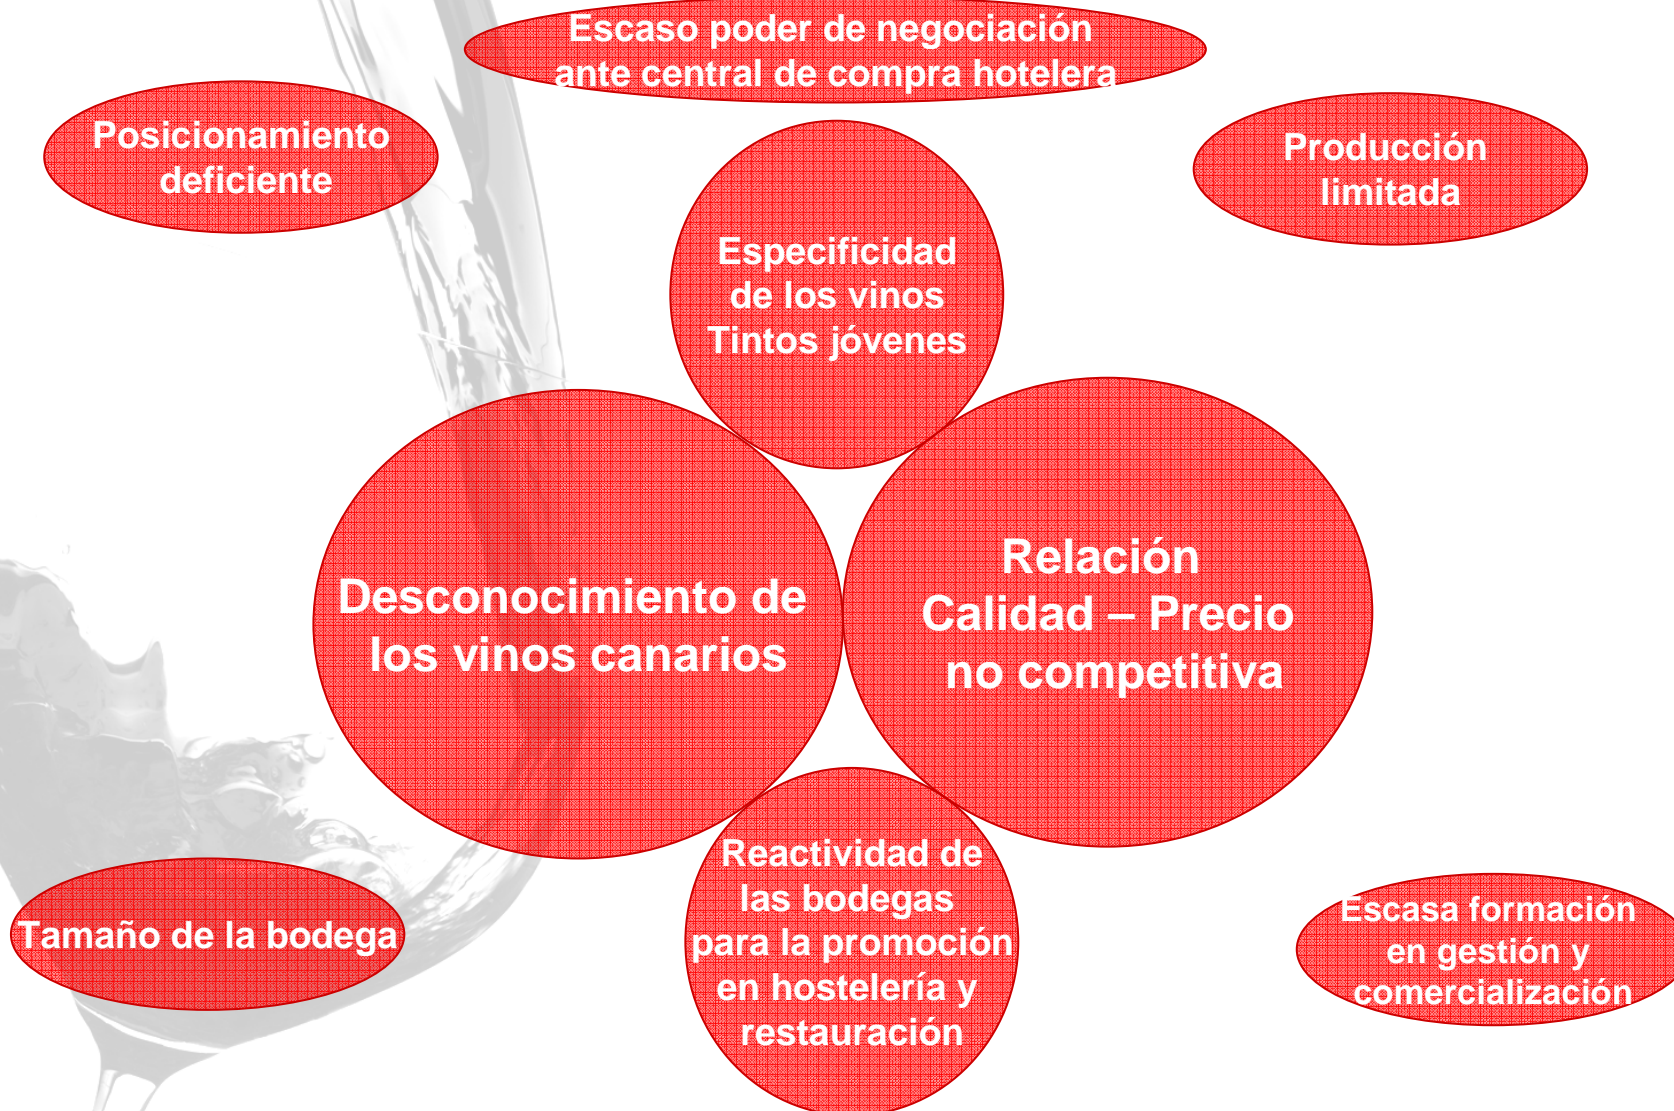 Escaso poder de negociación
ante central de compra hotelera
Posicionamiento
deficiente
Producción
limitada
Especificidad
de los vinos
Tintos jóvenes
Desconocimiento de
los vinos canarios
Relación
Calidad – Precio
no competitiva
Reactividad de
las bodegas
para la promoción
en hostelería y
restauración
Tamaño de la bodega
Escasa formación
en gestión y
comercialización